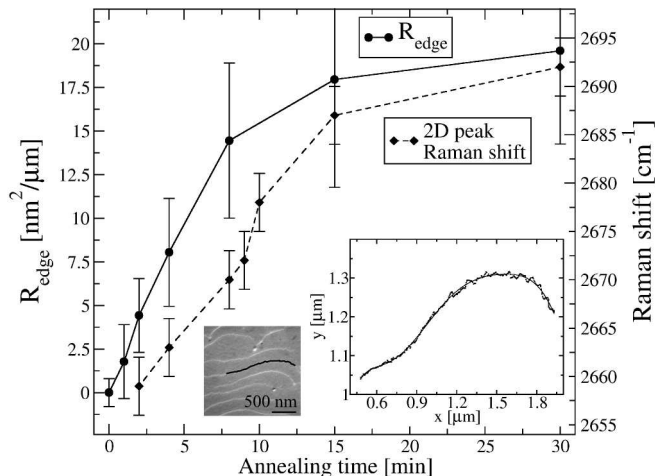 20
17.5
15
12.5
10
7.5
5
2.5
0
R_edge [nm²/μm]
R_edge
2D peak
Raman shift
2695
2690
2685
2680
2675
2670
2665
2660
2655
Raman shift [cm⁻¹]
1.3
1.2
1.1
1
y [μm]
0.6 0.9 1.2 1.5 1.8
x [μm]
500 nm
0 5 10 15 20 25 30
Annealing time [min]